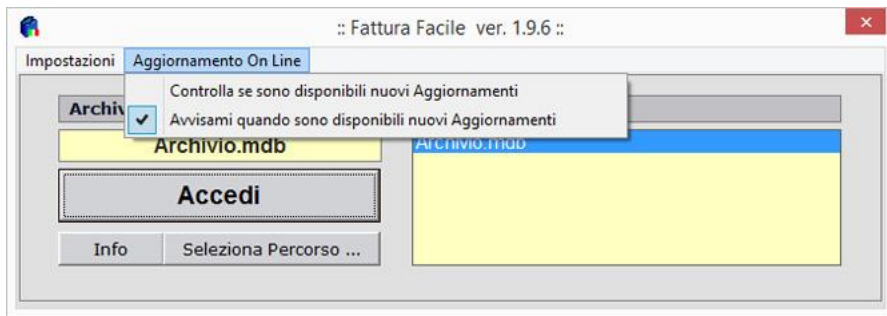 :: Fattura Facile ver. 1.9.6 ::
Impostazioni Aggiornamento On Line
Controlla se sono disponibili nuovi Aggiornamenti
Avvisami quando sono disponibili nuovi Aggiornamenti
Archivio.mdb
Archivio.mdb
Accedi
Info Seleziona Percorso ...